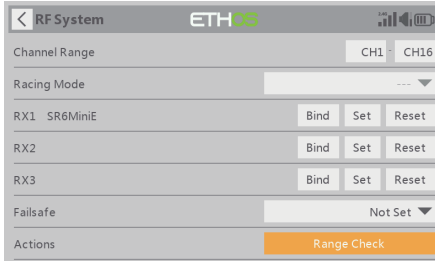 RF System ETHOS
Channel Range CH1 - CH16
Racing Mode ---
RX1 SR6MiniE Bind Set Reset
RX2 Bind Set Reset
RX3 Bind Set Reset
Failsafe Not Set
Actions Range Check